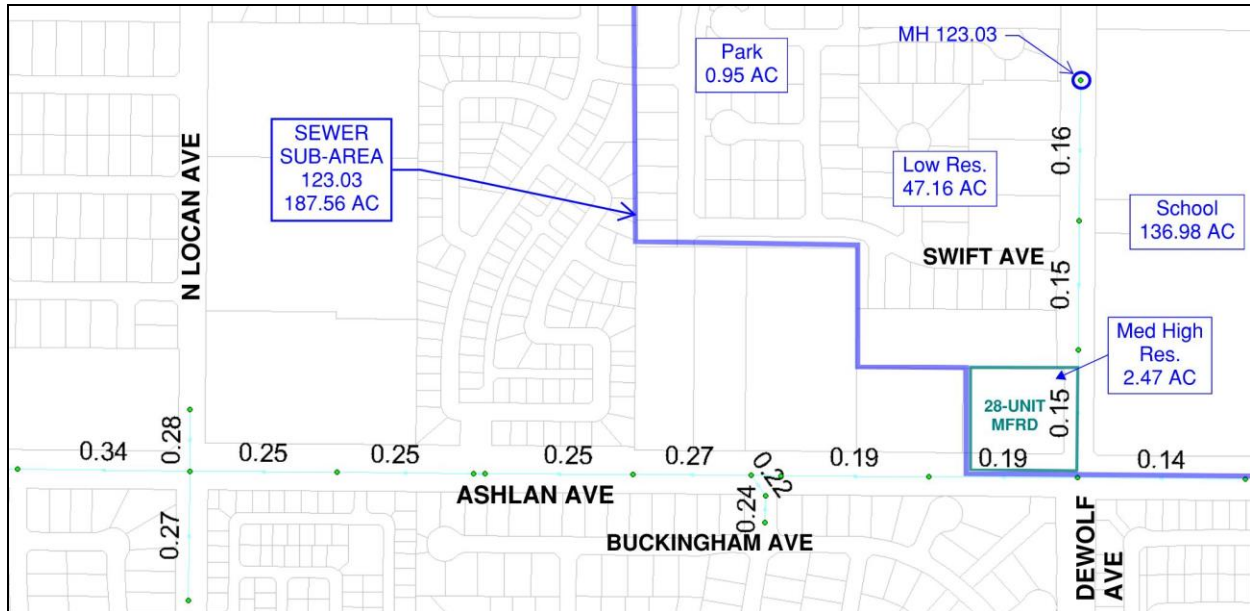 MH 123.03
Park
0.95 AC
SEWER
SUB-AREA
123.03
187.56 AC
N LOCAN AVE
Low Res.
47.16 AC
0.16
School
136.98 AC
SWIFT AVE
0.15
Med High
Res.
2.47 AC
28-UNIT
MFRD
0.15
0.34
0.28
0.25
0.25
0.25
0.27
0.22
0.19
0.19
0.14
ASHLAN AVE
0.27
0.24
BUCKINGHAM AVE
DEWOLF
AVE